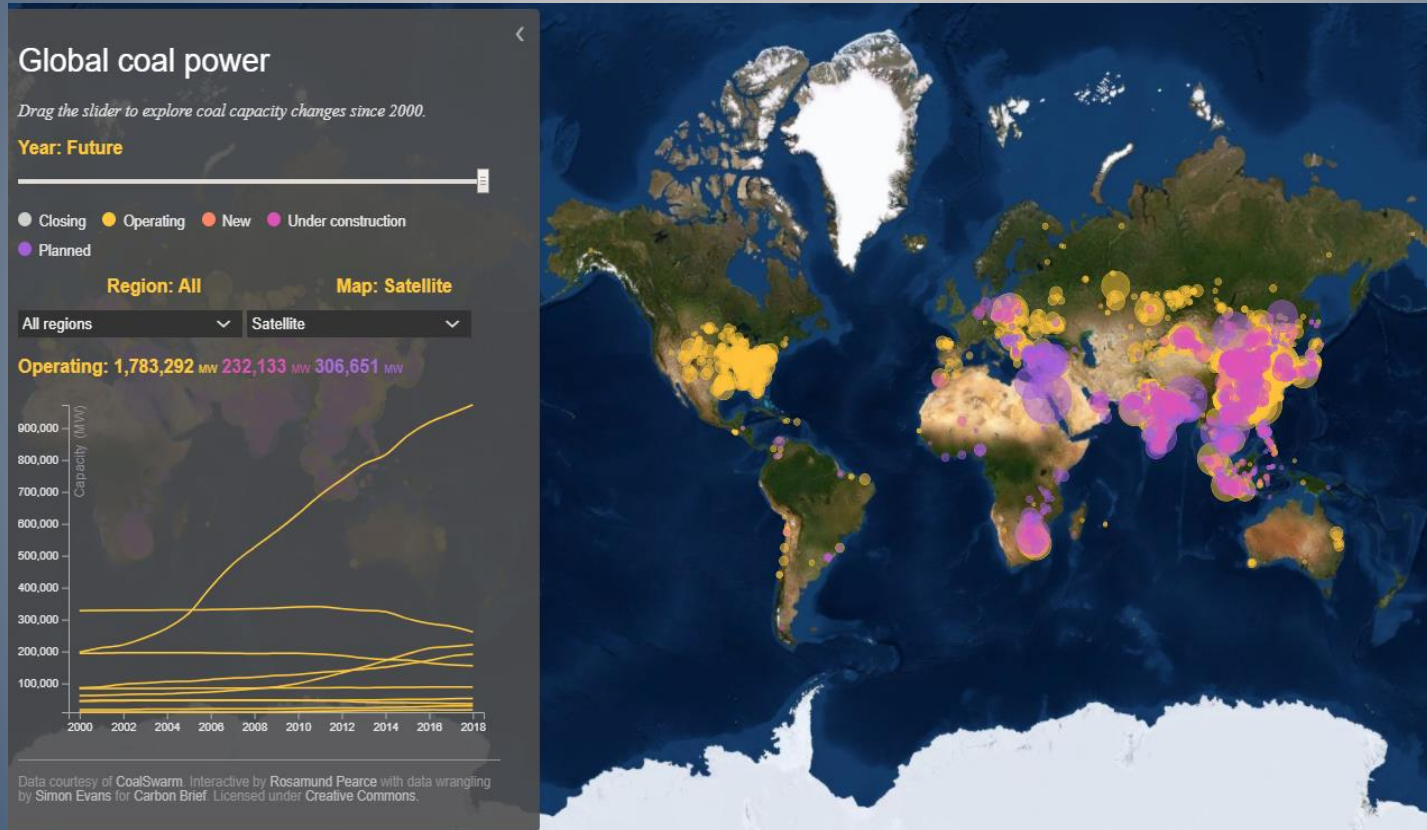 Global coal power
Drag the slider to explore coal capacity changes since 2000.
Year: Future
Closing Operating New Under construction
Planned
Region: All Map: Satellite
All regions Satellite
Operating: 1,783,292 MW 232,133 MW 306,651 MW
Capacity (MW)
900,000
800,000
700,000
600,000
500,000
400,000
300,000
200,000
100,000
2000 2002 2004 2006 2008 2010 2012 2014 2016 2018
Data courtesy of CoalSwarm. Interactive by Rosamund Pearce with data wrangling
by Simon Evans for Carbon Brief. Licensed under Creative Commons.